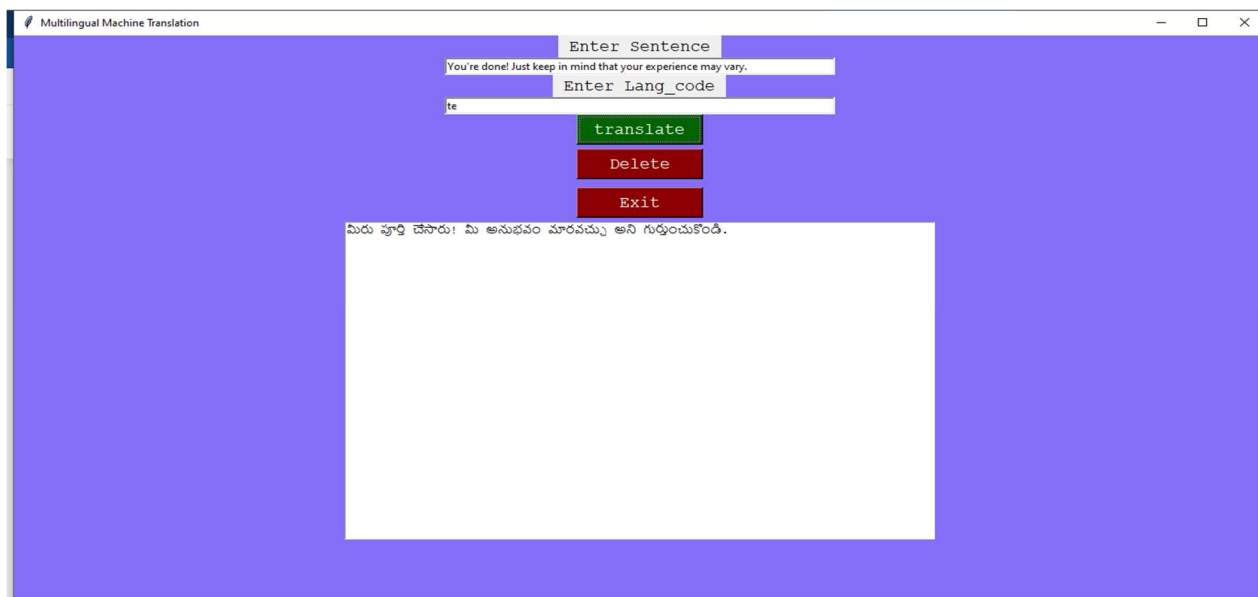 Multilingual Machine Translation
Enter Sentence
You're done! Just keep in mind that your experience may vary.
Enter Lang_code
te
translate
Delete
Exit
మీరు పూర్తి చేసారు! మీ అనుభవం మారవచ్చు అని గుర్తుంచుకోండి.